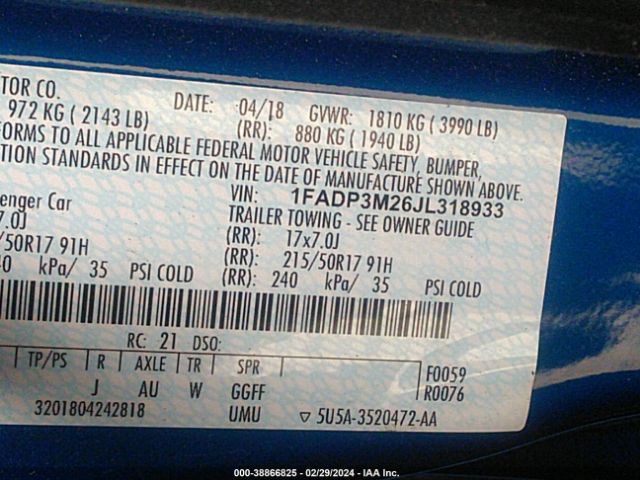 TOR CO. DATE: 04/18 GVWR: 1810 KG ( 3990 LB)
972 KG ( 2143 LB) (RR): 880 KG ( 1940 LB)
FORMS TO ALL APPLICABLE FEDERAL MOTOR VEHICLE SAFETY, BUMPER,
TION STANDARDS IN EFFECT ON THE DATE OF MANUFACTURE SHOWN ABOVE.
enger Car VIN: 1FADP3M26JL318933
TRAILER TOWING - SEE OWNER GUIDE
7.0J (RR): 17x7.0J
/50R17 91H (RR): 215/50R17 91H
40 kPa/ 35 PSI COLD (RR): 240 kPa/ 35 PSI COLD
RC: 21 DSO:
TP/PS R AXLE TR SPR F0059
J AU W GGFF R0076
3201804242818 UMU ▽ 5U5A-3520472-AA
000-38866825 - 02/29/2024 - IAA Inc.